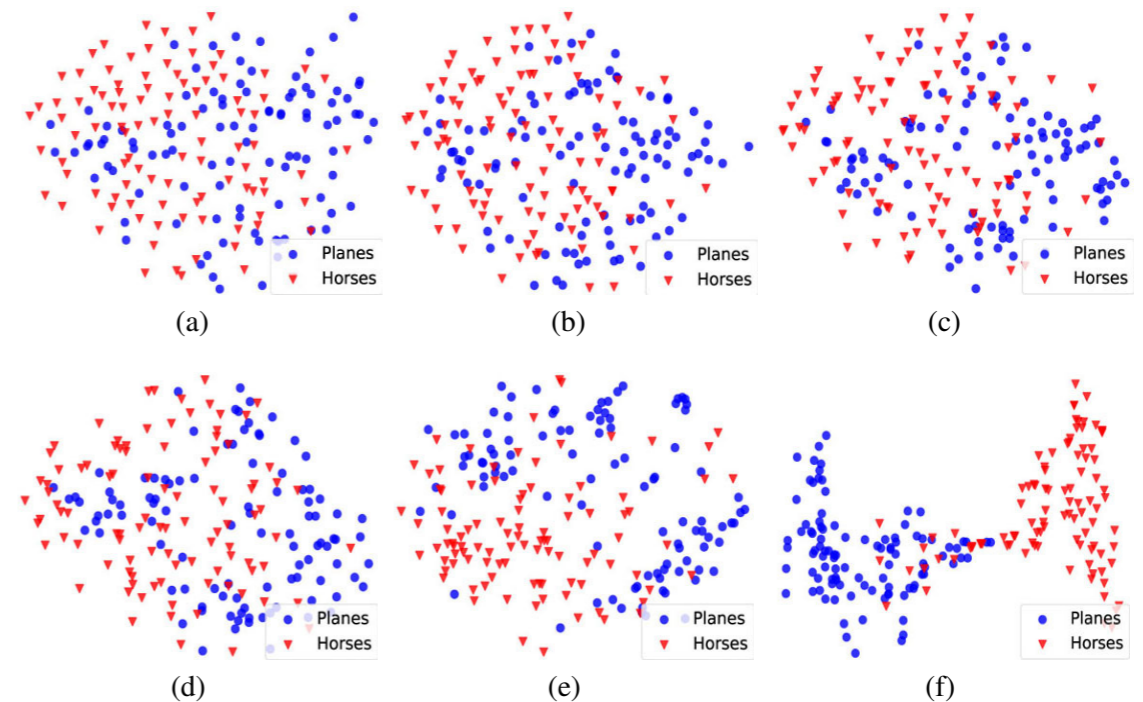 Planes
Horses
(a)
Planes
Horses
(b)
Planes
Horses
(c)
Planes
Horses
(d)
Planes
Horses
(e)
Planes
Horses
(f)